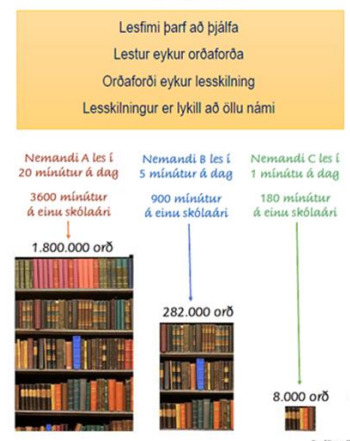 Lesfimi þarf að þjálfa
Lestur eykur orðaforða
Orðaforði eykur lesskilning
Lesskilningur er lykill að öllu námi
Nemandi A les í
20 mínútur á dag
3600 mínútur
á einu skólaári
1.800.000 orð
Nemandi B les í
5 mínútur á dag
900 mínútur
á einu skólaári
282.000 orð
Nemandi C les í
1 mínútu á dag
180 mínútur
á einu skólaári
8.000 orð